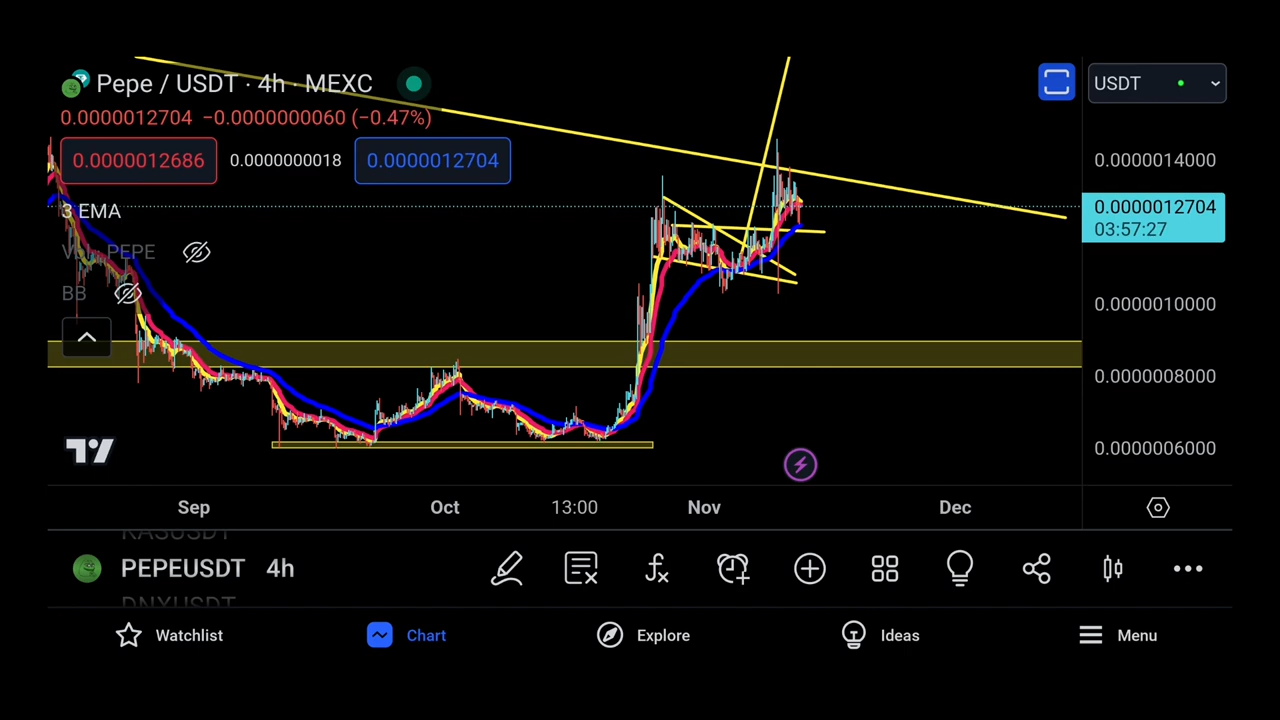 Pepe / USDT · 4h · MEXC
USDT
0.0000012704 −0.0000000060 (−0.47%)
0.0000012686 0.0000000018 0.0000012704
0.0000014000
0.0000012704
03:57:27
3 EMA
PEPE
BB
0.0000010000
0.0000008000
0.0000006000
Sep Oct 13:00 Nov Dec
KASUSDT
PEPEUSDT 4h
DNXUSDT
Watchlist Chart Explore Ideas Menu